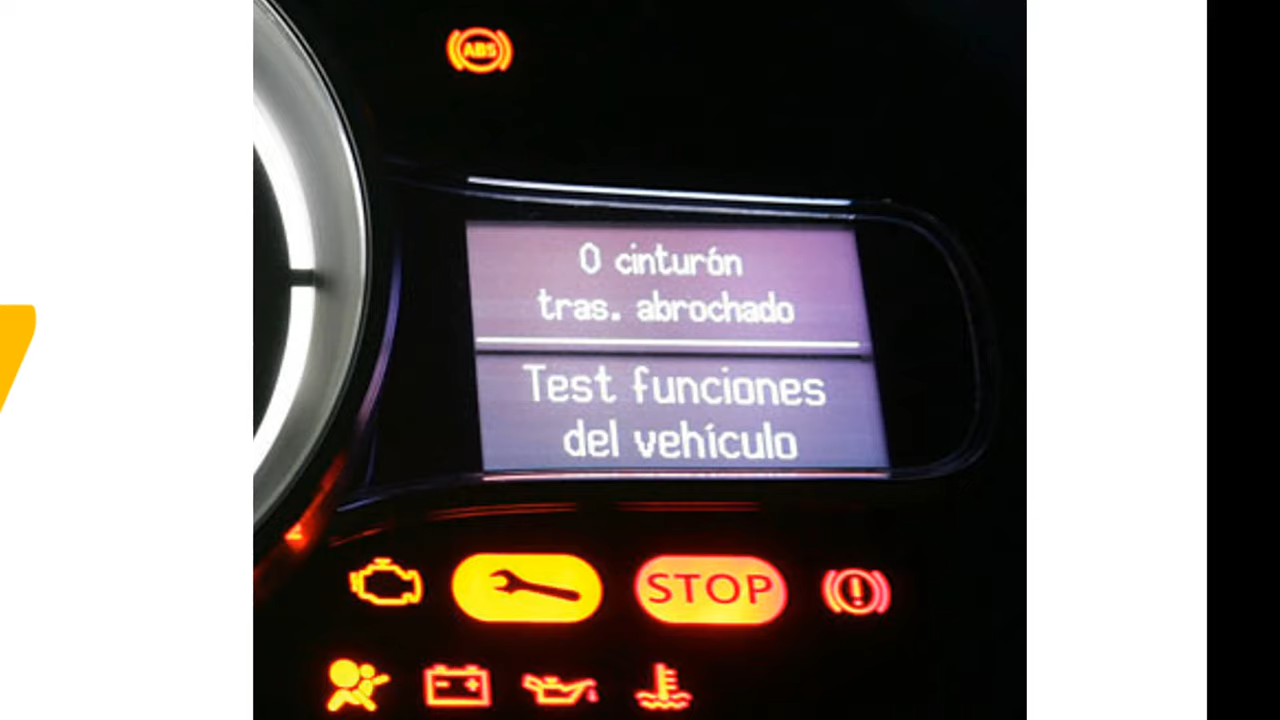 ABS
0 cinturón
tras. abrochado
Test funciones
del vehículo
STOP